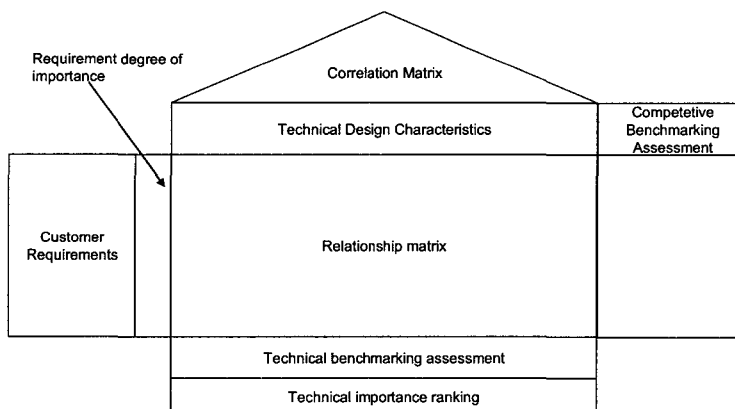 Requirement degree of
importance
Correlation Matrix
Technical Design Characteristics
Competetive
Benchmarking
Assessment
Customer
Requirements
Relationship matrix
Technical benchmarking assessment
Technical importance ranking